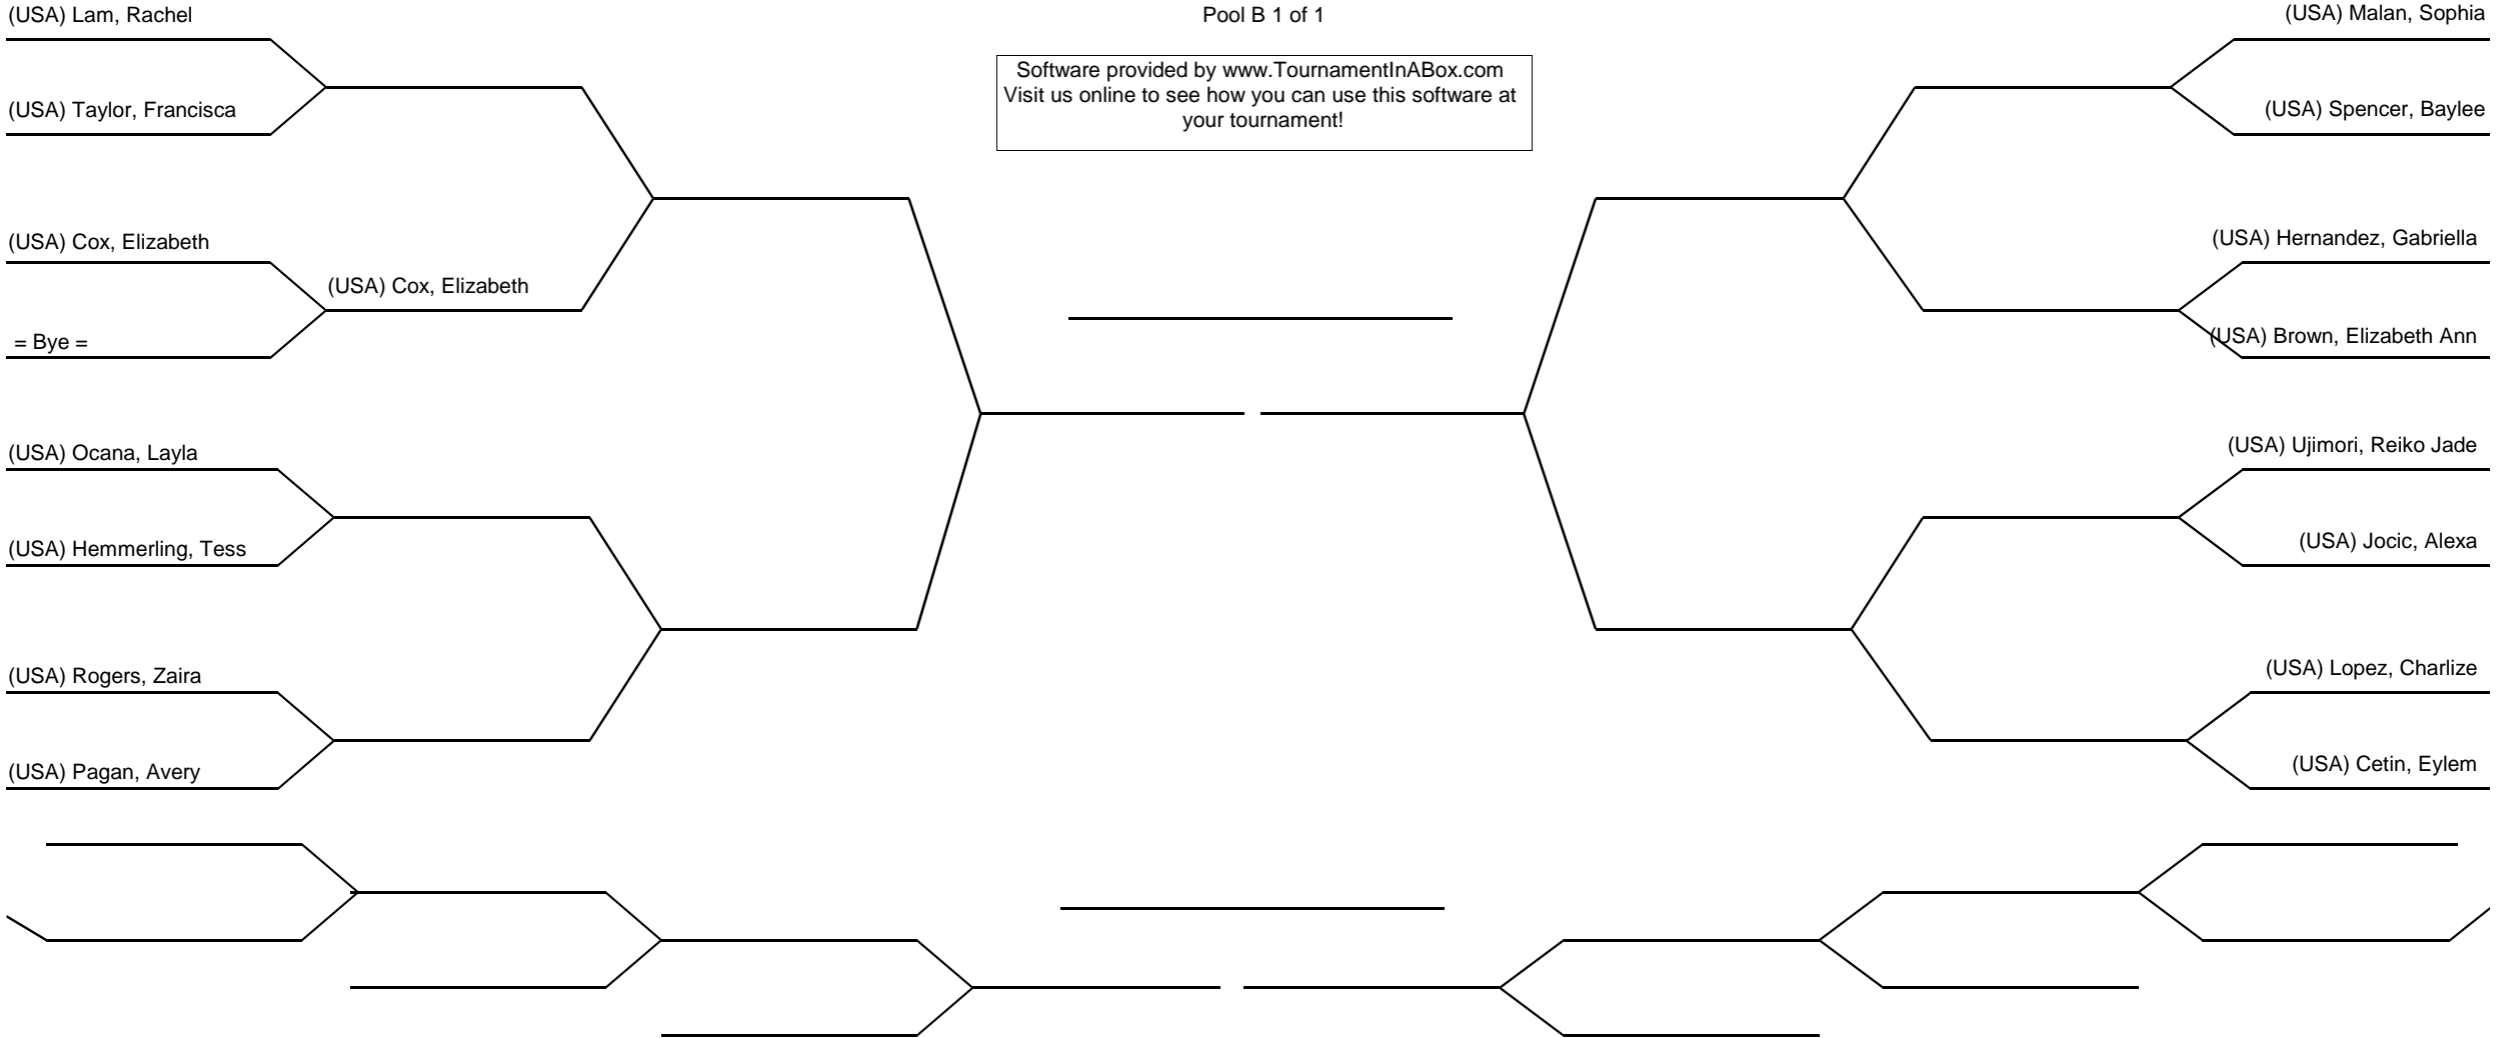 (USA) Lam, Rachel
Pool B 1 of 1
(USA) Malan, Sophia
Software provided by www.TournamentInABox.com
Visit us online to see how you can use this software at
your tournament!
(USA) Taylor, Francisca
(USA) Spencer, Baylee
(USA) Cox, Elizabeth
(USA) Hernandez, Gabriella
(USA) Cox, Elizabeth
= Bye =
(USA) Brown, Elizabeth Ann
(USA) Ocana, Layla
(USA) Ujimori, Reiko Jade
(USA) Hemmerling, Tess
(USA) Jocic, Alexa
(USA) Rogers, Zaira
(USA) Lopez, Charlize
(USA) Pagan, Avery
(USA) Cetin, Eylem